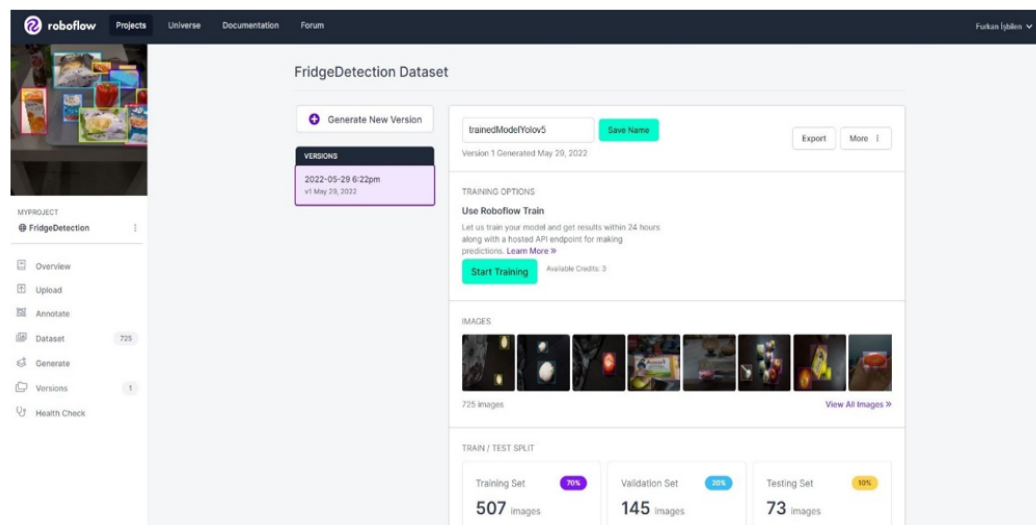 roboflow Projects Universe Documentation Forum Furkan İşbilen
FridgeDetection Dataset
Generate New Version
VERSIONS
2022-05-29 6:22pm
v1 May 29, 2022
MYPROJECT
FridgeDetection
Overview
Upload
Annotate
Dataset 725
Generate
Versions 1
Health Check
trainedModelYolov5 Save Name Export More
Version 1 Generated May 29, 2022
TRAINING OPTIONS
Use Roboflow Train
Let us train your model and get results within 24 hours
along with a hosted API endpoint for making
predictions. Learn More »
Start Training Available Credits: 3
IMAGES
725 images View All Images »
TRAIN / TEST SPLIT
Training Set 70% Validation Set 20% Testing Set 10%
507 images 145 images 73 images